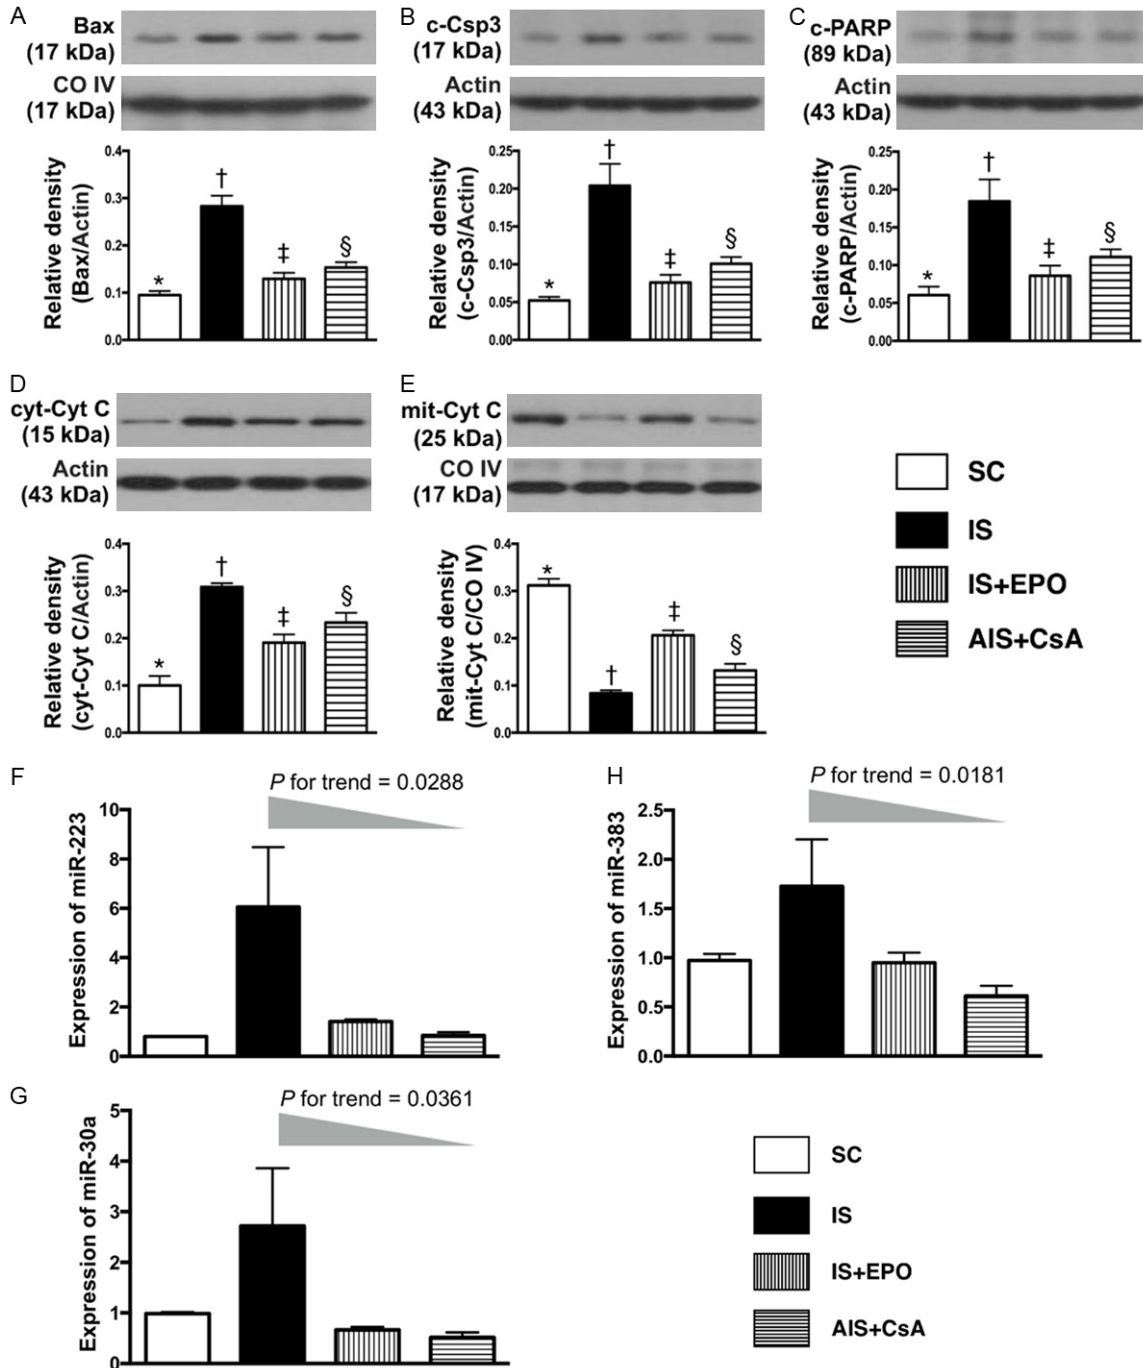 A
Bax
(17 kDa)
CO IV
(17 kDa)
Relative density
(Bax/Actin)
0.4
0.3
0.2
0.1
0.0
*
†
‡
§
B
c-Csp3
(17 kDa)
Actin
(43 kDa)
Relative density
(c-Csp3/Actin)
0.25
0.20
0.15
0.10
0.05
0.00
*
†
‡
§
C
c-PARP
(89 kDa)
Actin
(43 kDa)
Relative density
(c-PARP/Actin)
0.25
0.20
0.15
0.10
0.05
0.00
*
†
‡
§
D
cyt-Cyt C
(15 kDa)
Actin
(43 kDa)
Relative density
(cyt-Cyt C/Actin)
0.4
0.3
0.2
0.1
0.0
*
†
‡
§
E
mit-Cyt C
(25 kDa)
CO IV
(17 kDa)
Relative density
(mit-Cyt C/CO IV)
0.4
0.3
0.2
0.1
0.0
*
†
‡
§
SC
IS
IS+EPO
AIS+CsA
F
P for trend = 0.0288
Expression of miR-223
10
8
6
4
2
0
H
P for trend = 0.0181
Expression of miR-383
2.5
2.0
1.5
1.0
0.5
0.0
G
P for trend = 0.0361
Expression of miR-30a
5
4
3
2
1
0
SC
IS
IS+EPO
AIS+CsA